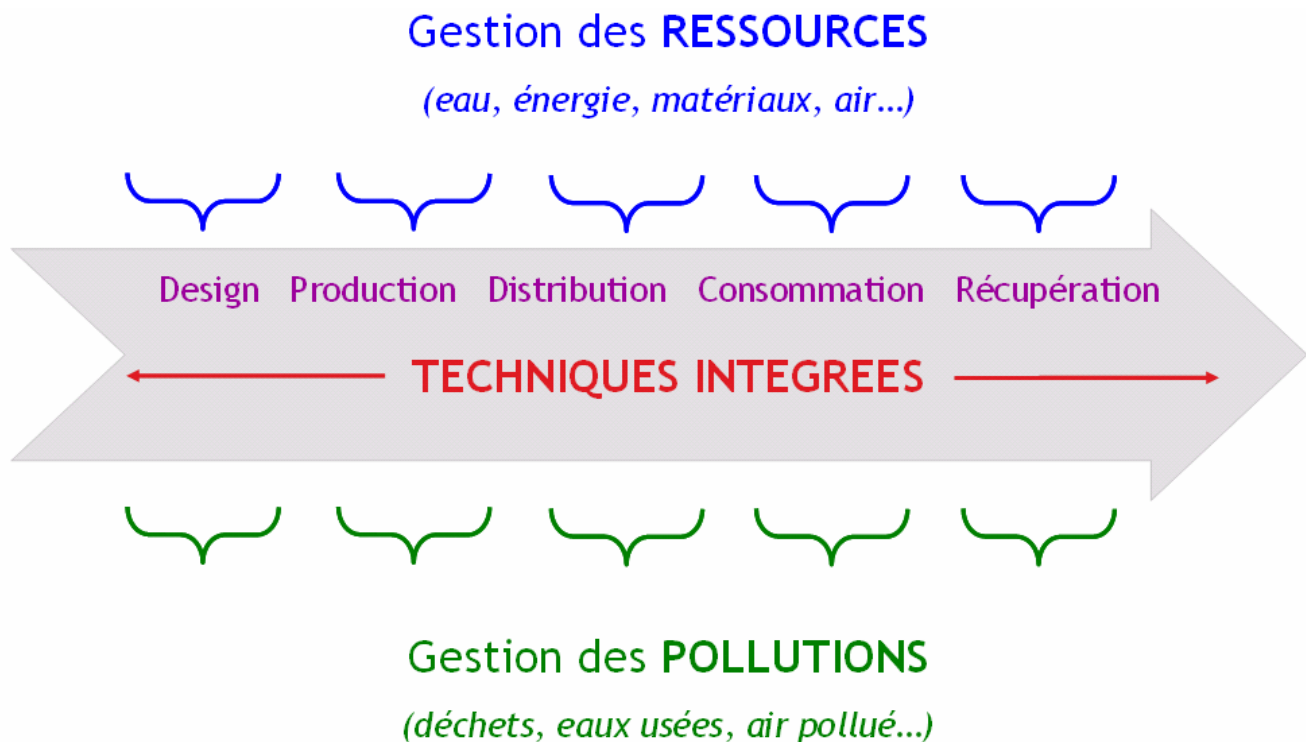 Gestion des RESSOURCES
(eau, énergie, matériaux, air...)
Design Production Distribution Consommation Récupération
TECHNIQUES INTEGREES
Gestion des POLLUTIONS
(déchets, eaux usées, air pollué...)